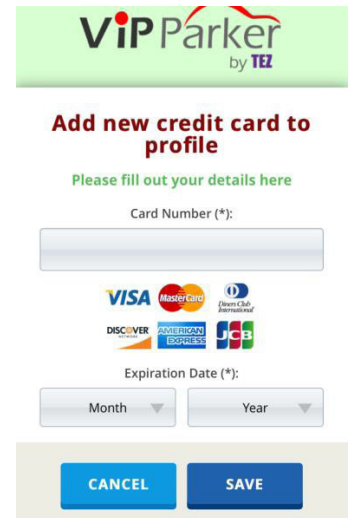 ViP Parker
by TEZ
Add new credit card to
profile
Please fill out your details here
Card Number (*):
VISA MasterCard Diners Club
International
DISCOVER AMERICAN
NETWORK EXPRESS JCB
Expiration Date (*):
Month Year
CANCEL SAVE